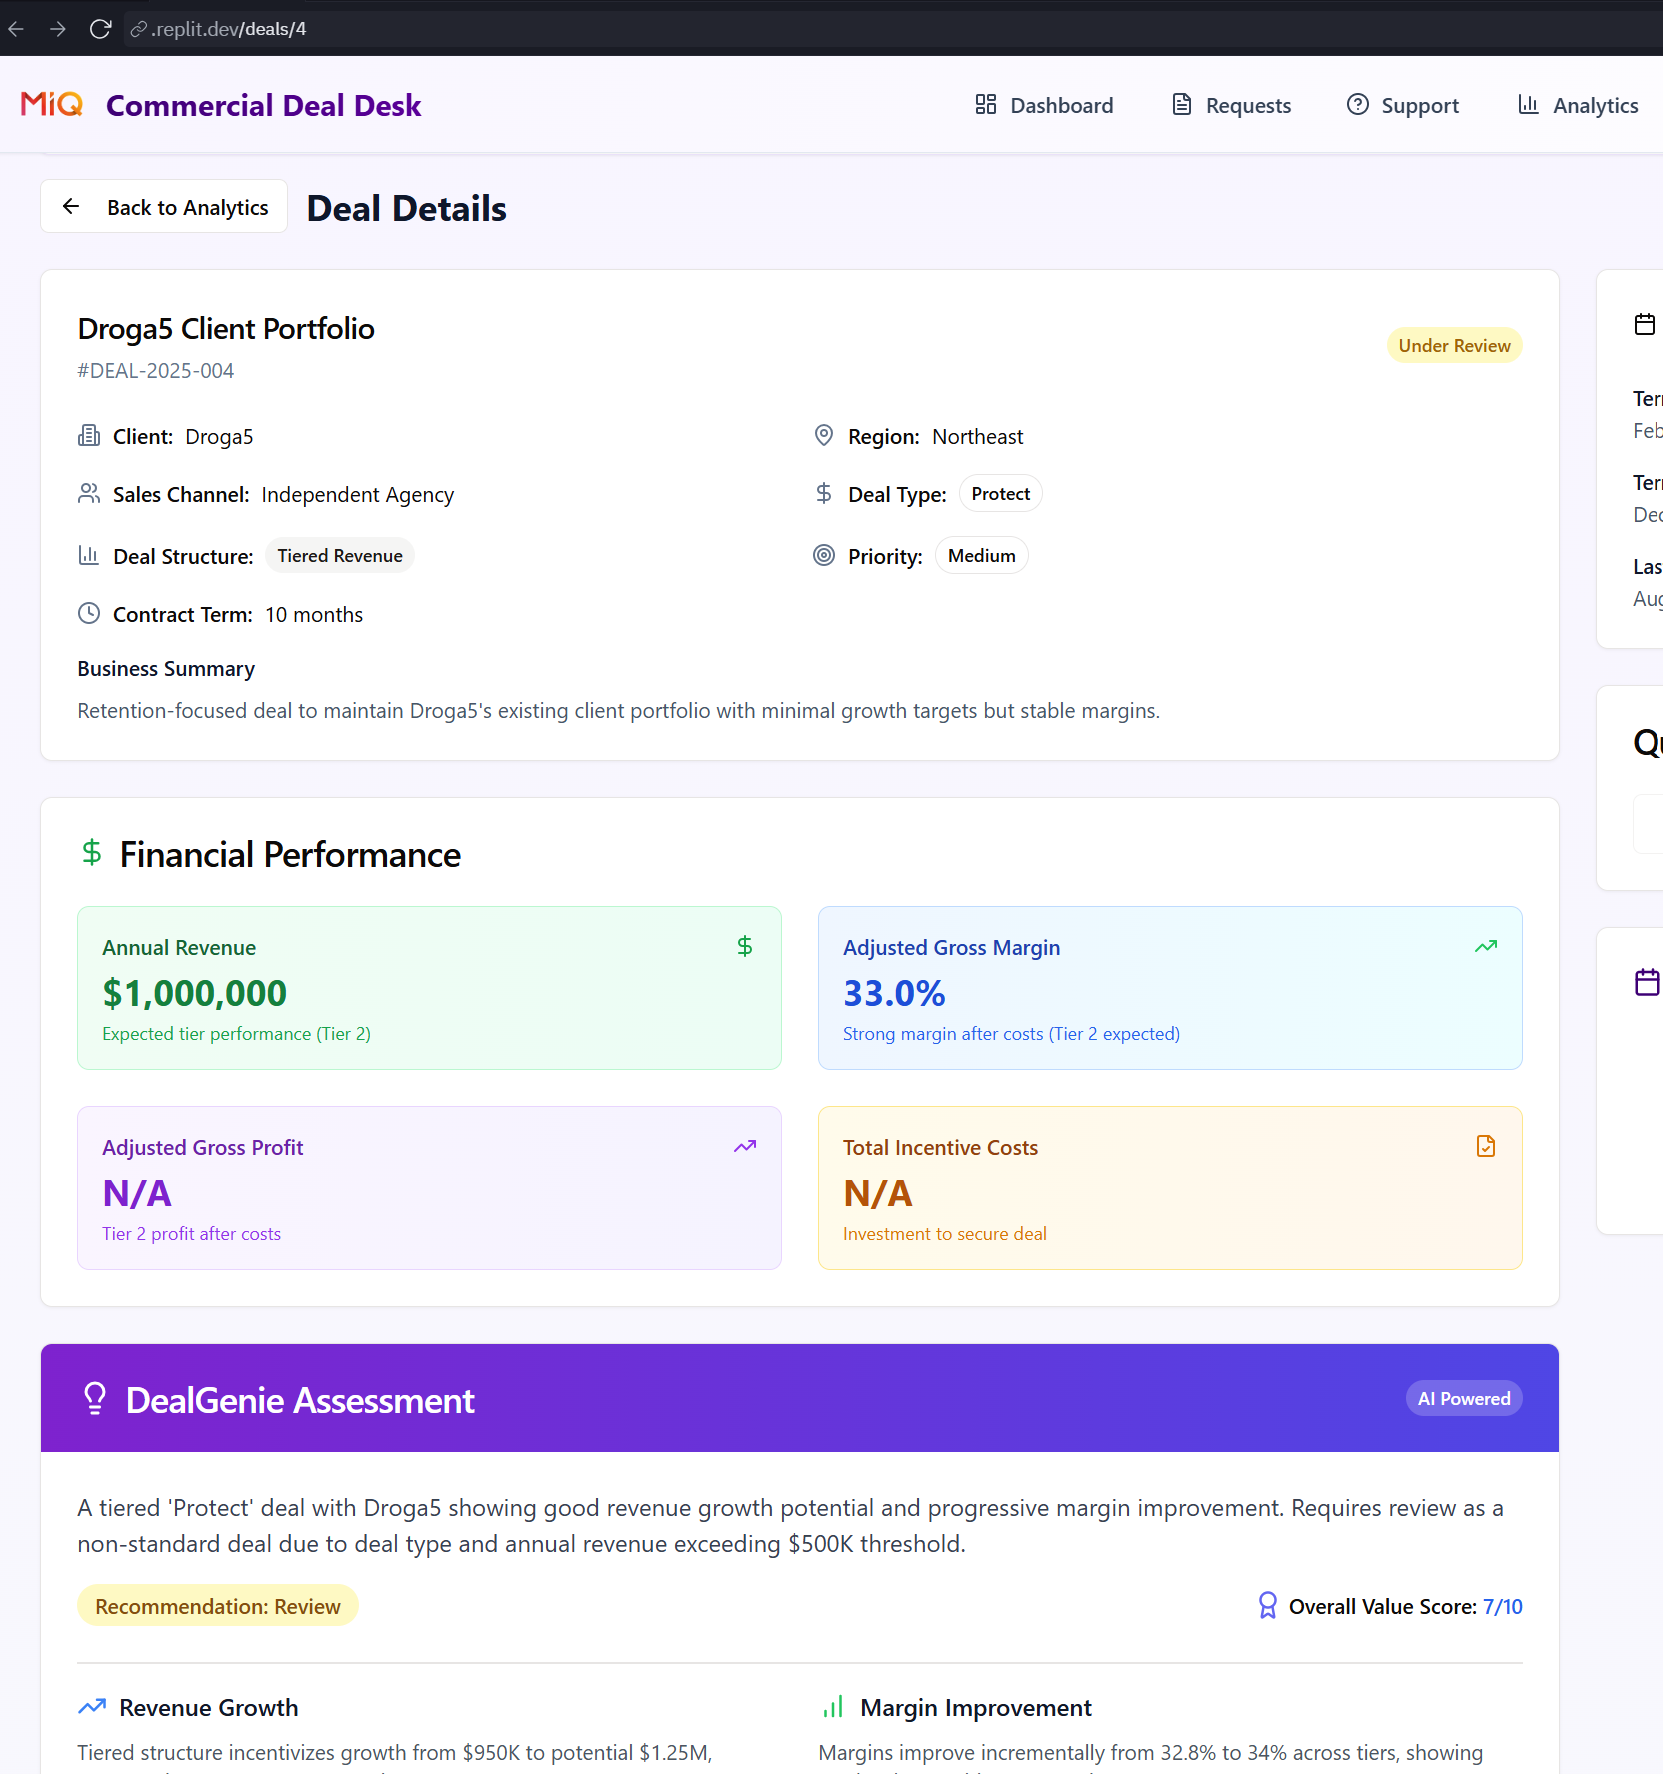 .replit.dev/deals/4
MiQ Commercial Deal Desk
Dashboard
Requests
Support
Analytics
Back to Analytics
Deal Details
Droga5 Client Portfolio
#DEAL-2025-004
Under Review
Client: Droga5
Region: Northeast
Sales Channel: Independent Agency
Deal Type: Protect
Deal Structure: Tiered Revenue
Priority: Medium
Contract Term: 10 months
Business Summary
Retention-focused deal to maintain Droga5's existing client portfolio with minimal growth targets but stable margins.
Financial Performance
Annual Revenue
$1,000,000
Expected tier performance (Tier 2)
Adjusted Gross Margin
33.0%
Strong margin after costs (Tier 2 expected)
Adjusted Gross Profit
N/A
Tier 2 profit after costs
Total Incentive Costs
N/A
Investment to secure deal
DealGenie Assessment
AI Powered
A tiered 'Protect' deal with Droga5 showing good revenue growth potential and progressive margin improvement. Requires review as a
non-standard deal due to deal type and annual revenue exceeding $500K threshold.
Recommendation: Review
Overall Value Score: 7/10
Revenue Growth
Tiered structure incentivizes growth from $950K to potential $1.25M,
Margin Improvement
Margins improve incrementally from 32.8% to 34% across tiers, showing